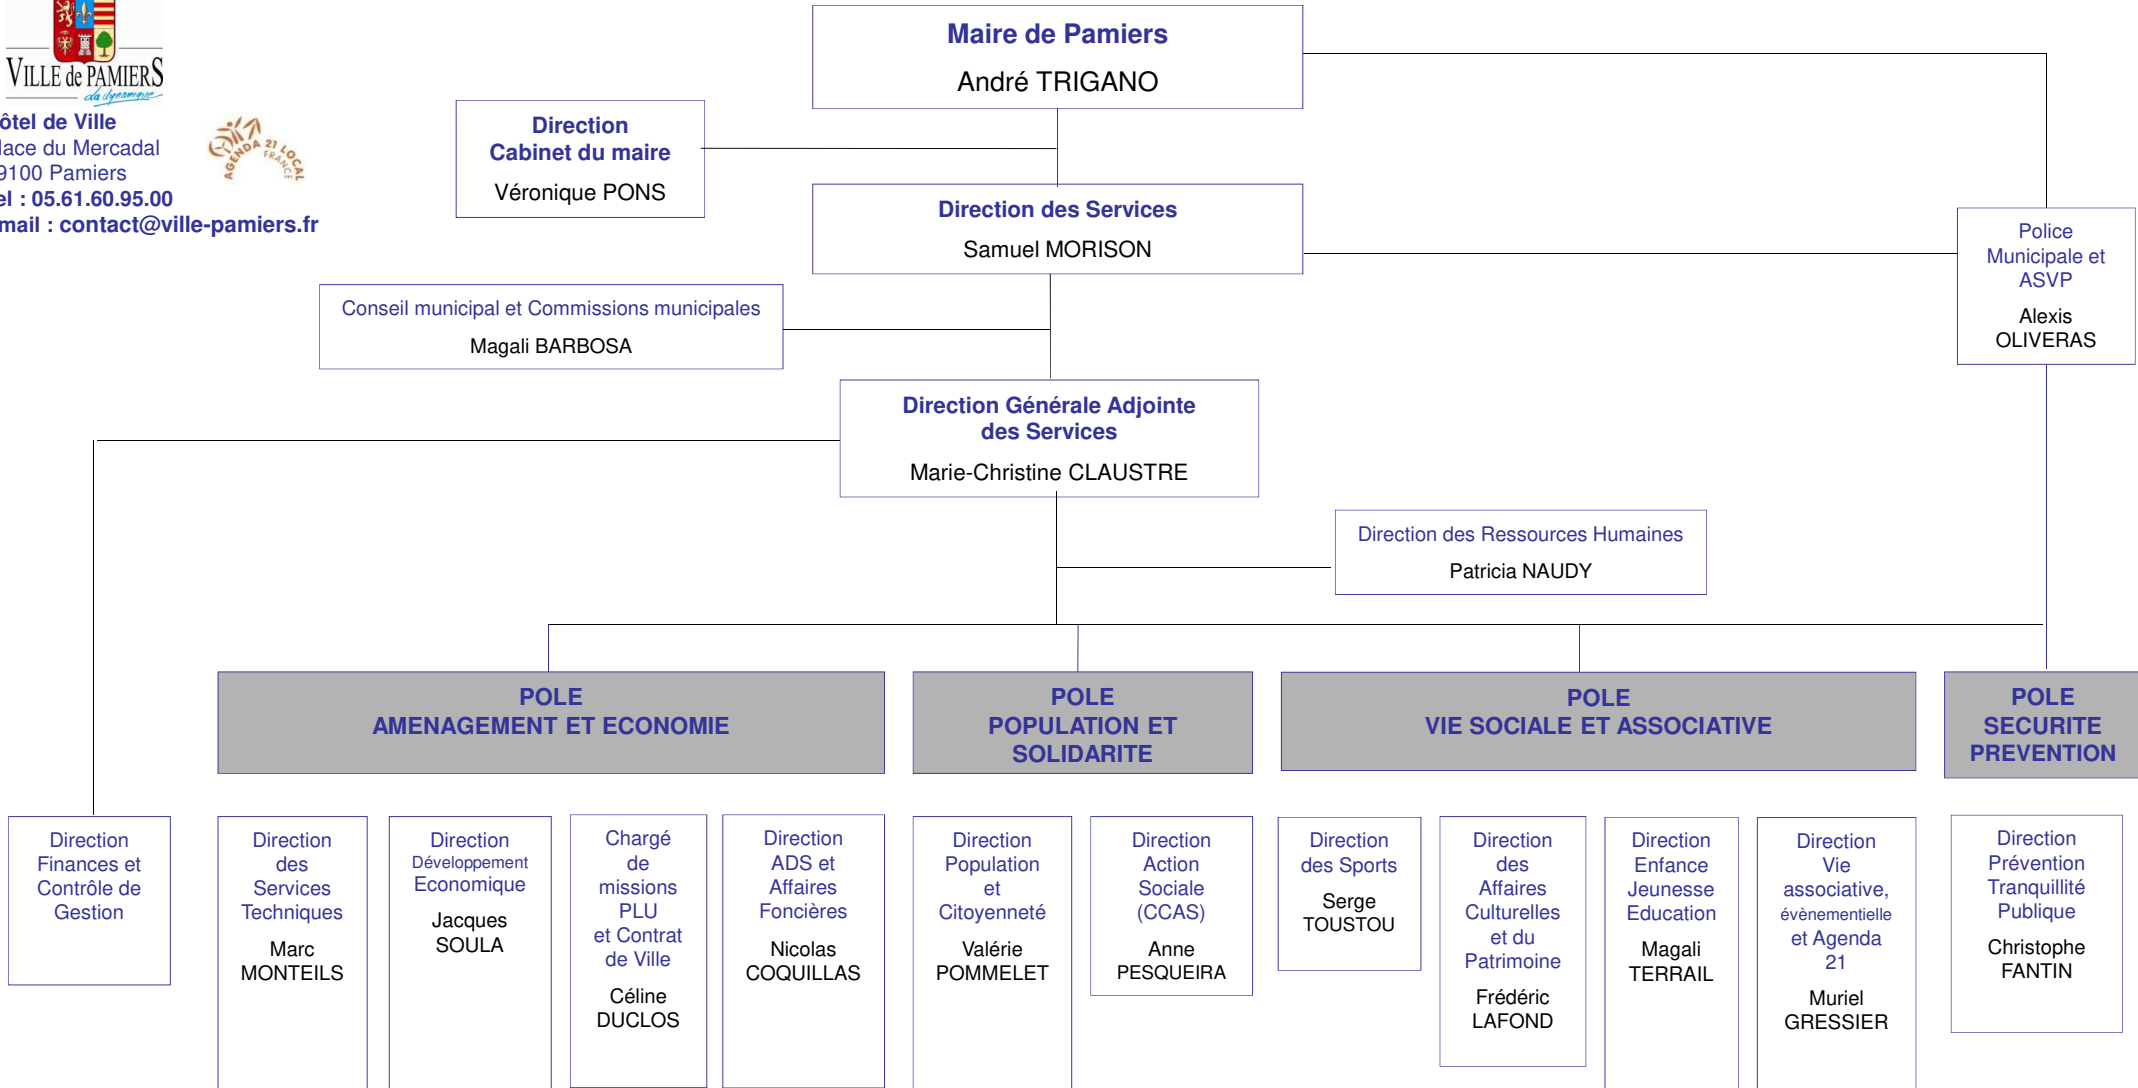 VILLE de PAMIERS
la dynamique
ôtel de Ville
lace du Mercadal
9100 Pamiers
el : 05.61.60.95.00
mail : contact@ville-pamiers.fr
AGENDA 21 LOCAL
FRANCE
Maire de Pamiers
André TRIGANO
Direction
Cabinet du maire
Véronique PONS
Direction des Services
Samuel MORISON
Police
Municipale et
ASVP
Alexis
OLIVERAS
Conseil municipal et Commissions municipales
Magali BARBOSA
Direction Générale Adjointe
des Services
Marie-Christine CLAUSTRE
Direction des Ressources Humaines
Patricia NAUDY
POLE
AMENAGEMENT ET ECONOMIE
POLE
POPULATION ET
SOLIDARITE
POLE
VIE SOCIALE ET ASSOCIATIVE
POLE
SECURITE
PREVENTION
Direction
Finances et
Contrôle de
Gestion
Direction
des
Services
Techniques
Marc
MONTEILS
Direction
Développement
Economique
Jacques
SOULA
Chargé
de
missions
PLU
et Contrat
de Ville
Céline
DUCLOS
Direction
ADS et
Affaires
Foncières
Nicolas
COQUILLAS
Direction
Population
et
Citoyenneté
Valérie
POMMELET
Direction
Action
Sociale
(CCAS)
Anne
PESQUEIRA
Direction
des Sports
Serge
TOUSTOU
Direction
des
Affaires
Culturelles
et du
Patrimoine
Frédéric
LAFOND
Direction
Enfance
Jeunesse
Education
Magali
TERRAIL
Direction
Vie
associative,
évènementielle
et Agenda
21
Muriel
GRESSIER
Direction
Prévention
Tranquillité
Publique
Christophe
FANTIN